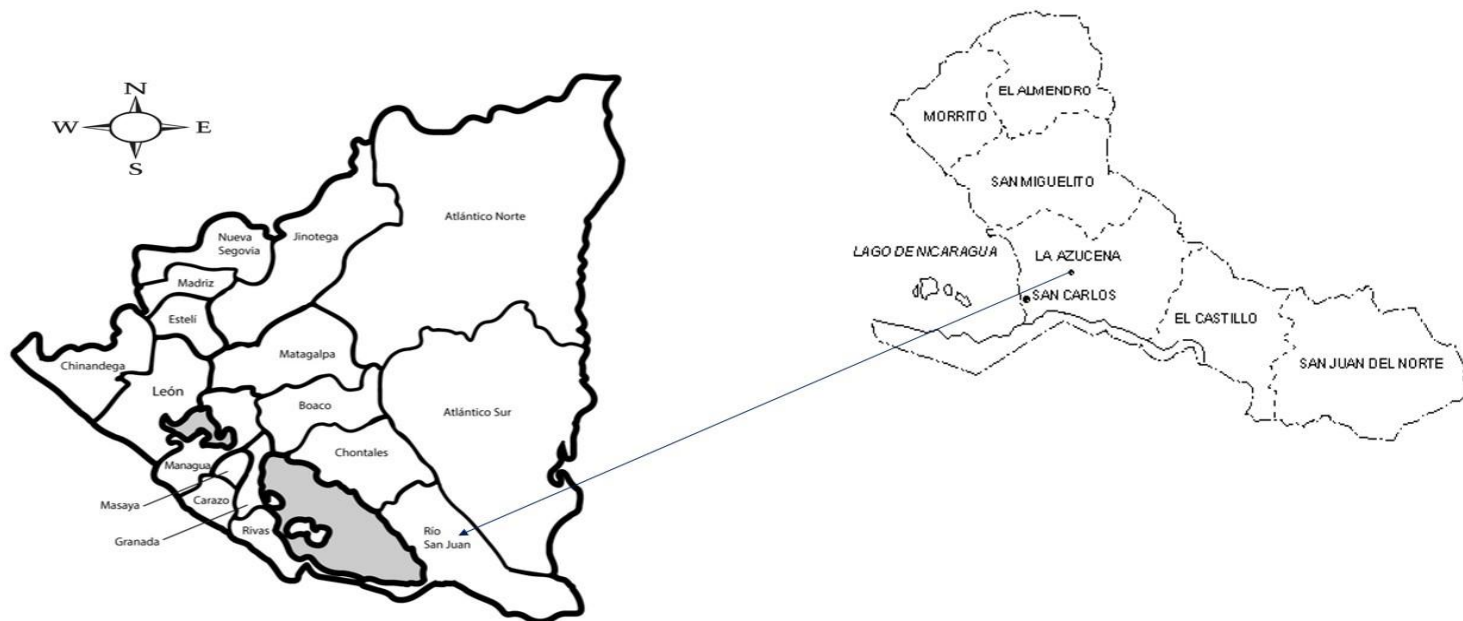 N
W E
S
Nueva
Segovia
Jinotega
Atlántico Norte
Madriz
Estelí
Chinandega
León
Matagalpa
Boaco
Atlántico Sur
Chontales
Managua
Masaya
Carazo
Granada
Rivas
Río
San Juan
EL ALMENDRO
MORRITO
SAN MIGUELITO
LAGO DE NICARAGUA
LA AZUCENA
SAN CARLOS
EL CASTILLO
SAN JUAN DEL NORTE